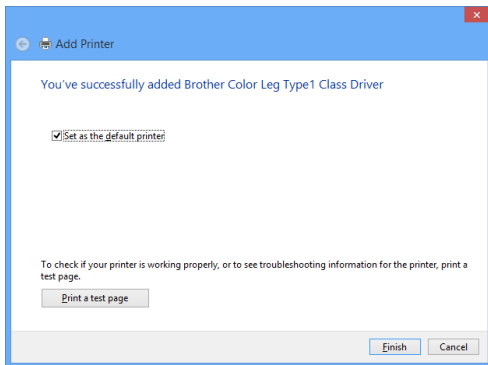 Add Printer
You've successfully added Brother Color Leg Type1 Class Driver
Set as the default printer
To check if your printer is working properly, or to see troubleshooting information for the printer, print a
test page.
Print a test page
Finish Cancel